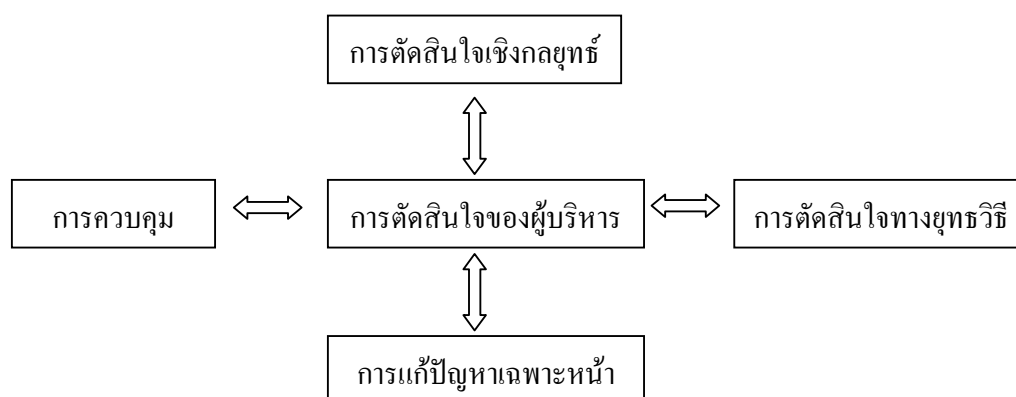 การตัดสินใจเชิงกลยุทธ์
การควบคุม
การตัดสินใจของผู้บริหาร
การตัดสินใจทางยุทธวิธี
การแก้ปัญหาเฉพาะหน้า